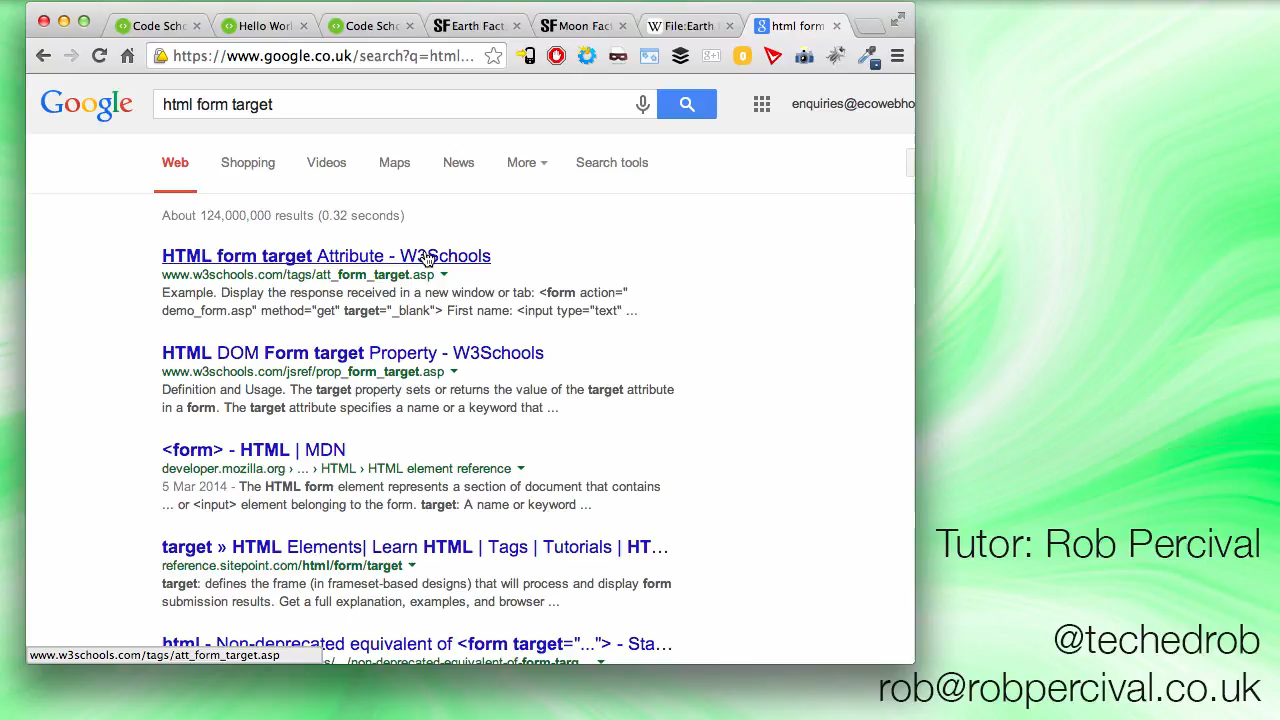 Code Scho
Hello Worl
Code Scho
SF Earth Fact
SF Moon Fac
W File:Earth
html form
https://www.google.co.uk/search?q=html...
Google
html form target
enquiries@ecowebho
Web
Shopping
Videos
Maps
News
More
Search tools
About 124,000,000 results (0.32 seconds)
HTML form target Attribute - W3Schools
www.w3schools.com/tags/att_form_target.asp
Example. Display the response received in a new window or tab: <form action="
demo_form.asp" method="get" target="_blank"> First name: <input type="text" ...
HTML DOM Form target Property - W3Schools
www.w3schools.com/jsref/prop_form_target.asp
Definition and Usage. The target property sets or returns the value of the target attribute
in a form. The target attribute specifies a name or a keyword that ...
<form> - HTML | MDN
developer.mozilla.org › ... › HTML › HTML element reference
5 Mar 2014 - The HTML form element represents a section of document that contains
... or <input> element belonging to the form. target: A name or keyword ...
target » HTML Elements| Learn HTML | Tags | Tutorials | HT...
reference.sitepoint.com/html/form/target
target: defines the frame (in frameset-based designs) that will process and display form
submission results. Get a full explanation, examples, and browser ...
html - Non-deprecated equivalent of <form target="..."> - Sta...
s/.../non-deprecated-equivalent-of-form-targ...
www.w3schools.com/tags/att_form_target.asp
Tutor: Rob Percival
@techedrob
rob@robpercival.co.uk